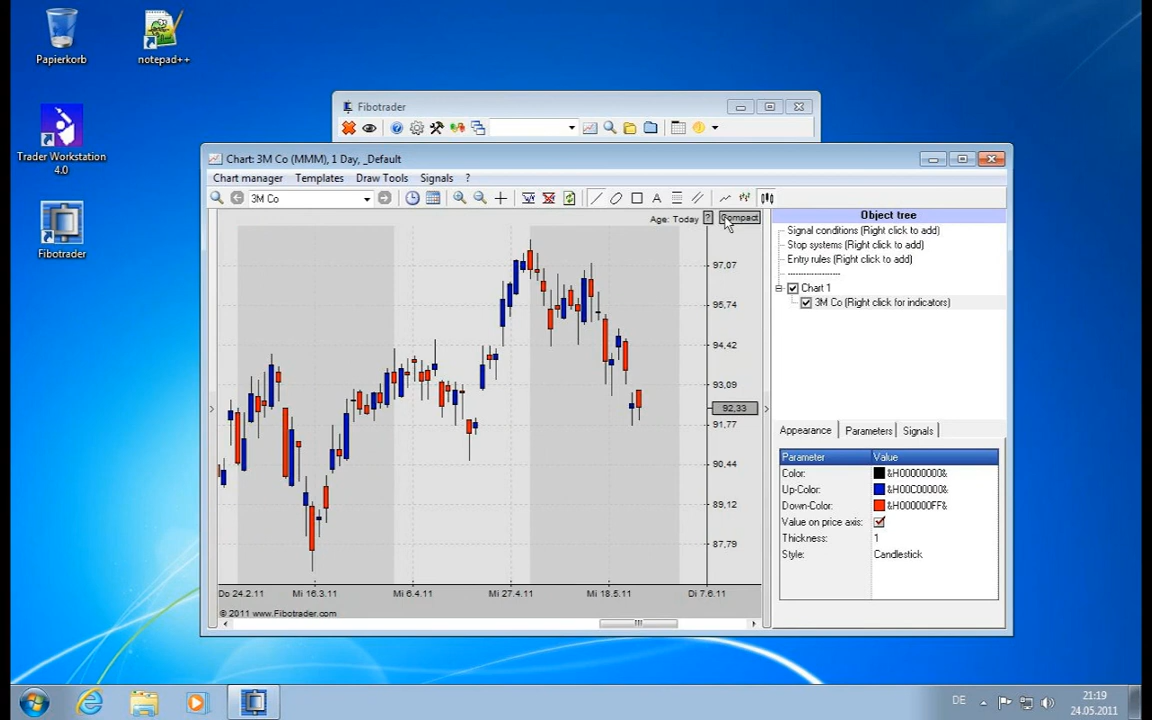 Papierkorb
notepad++
Trader Workstation
4.0
Fibotrader
Fibotrader
Chart: 3M Co (MMM), 1 Day, _Default
Chart manager Templates Draw Tools Signals ?
3M Co
A
Age: Today ? Compact
97,07
95,74
94,42
93,09
92,33
91,77
90,44
89,12
87,79
Do 24.2.11 Mi 16.3.11 Mi 6.4.11 Mi 27.4.11 Mi 18.5.11 Di 7.6.11
© 2011 www.Fibotrader.com
Object tree
Signal conditions (Right click to add)
Stop systems (Right click to add)
Entry rules (Right click to add)
Chart 1
3M Co (Right click for indicators)
Appearance Parameters Signals
Parameter Value
Color: &H00000000&
Up-Color: &H00C00000&
Down-Color: &H000000FF&
Value on price axis:
Thickness: 1
Style: Candlestick
DE
21:19
24.05.2011